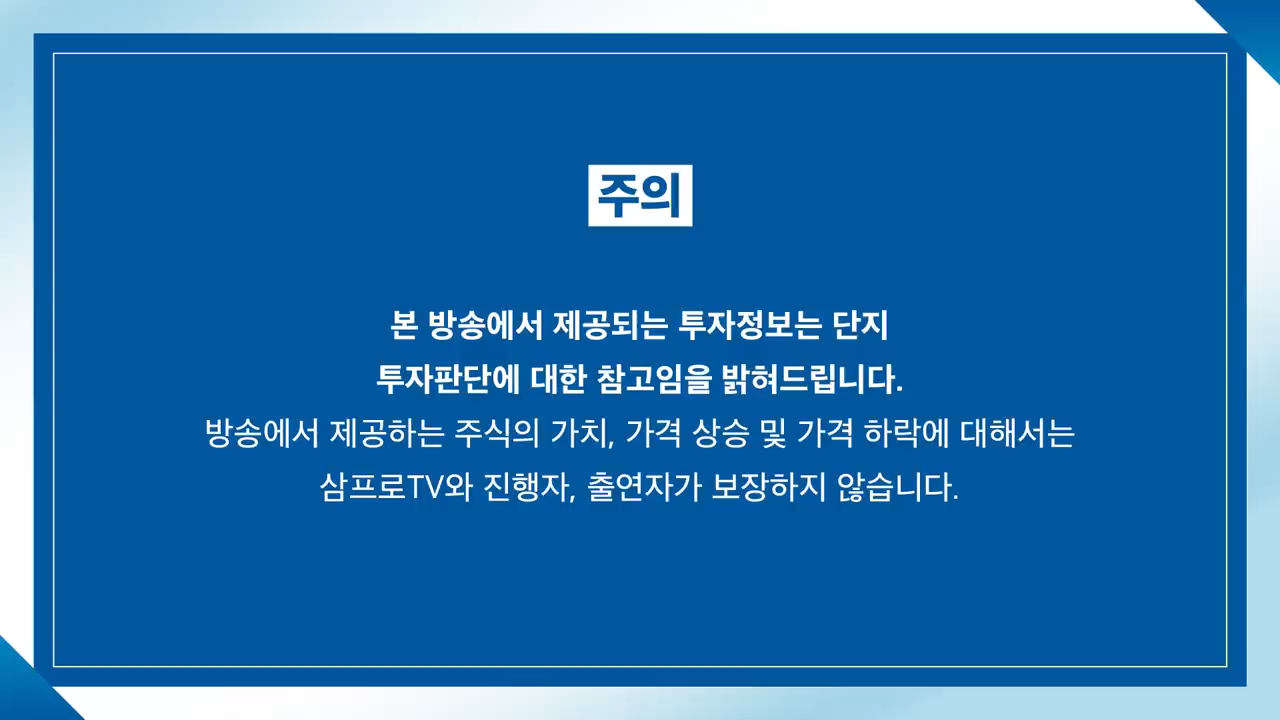 주의
본 방송에서 제공되는 투자정보는 단지
투자판단에 대한 참고임을 밝혀드립니다.
방송에서 제공하는 주식의 가치, 가격 상승 및 가격 하락에 대해서는
삼프로TV와 진행자, 출연자가 보장하지 않습니다.